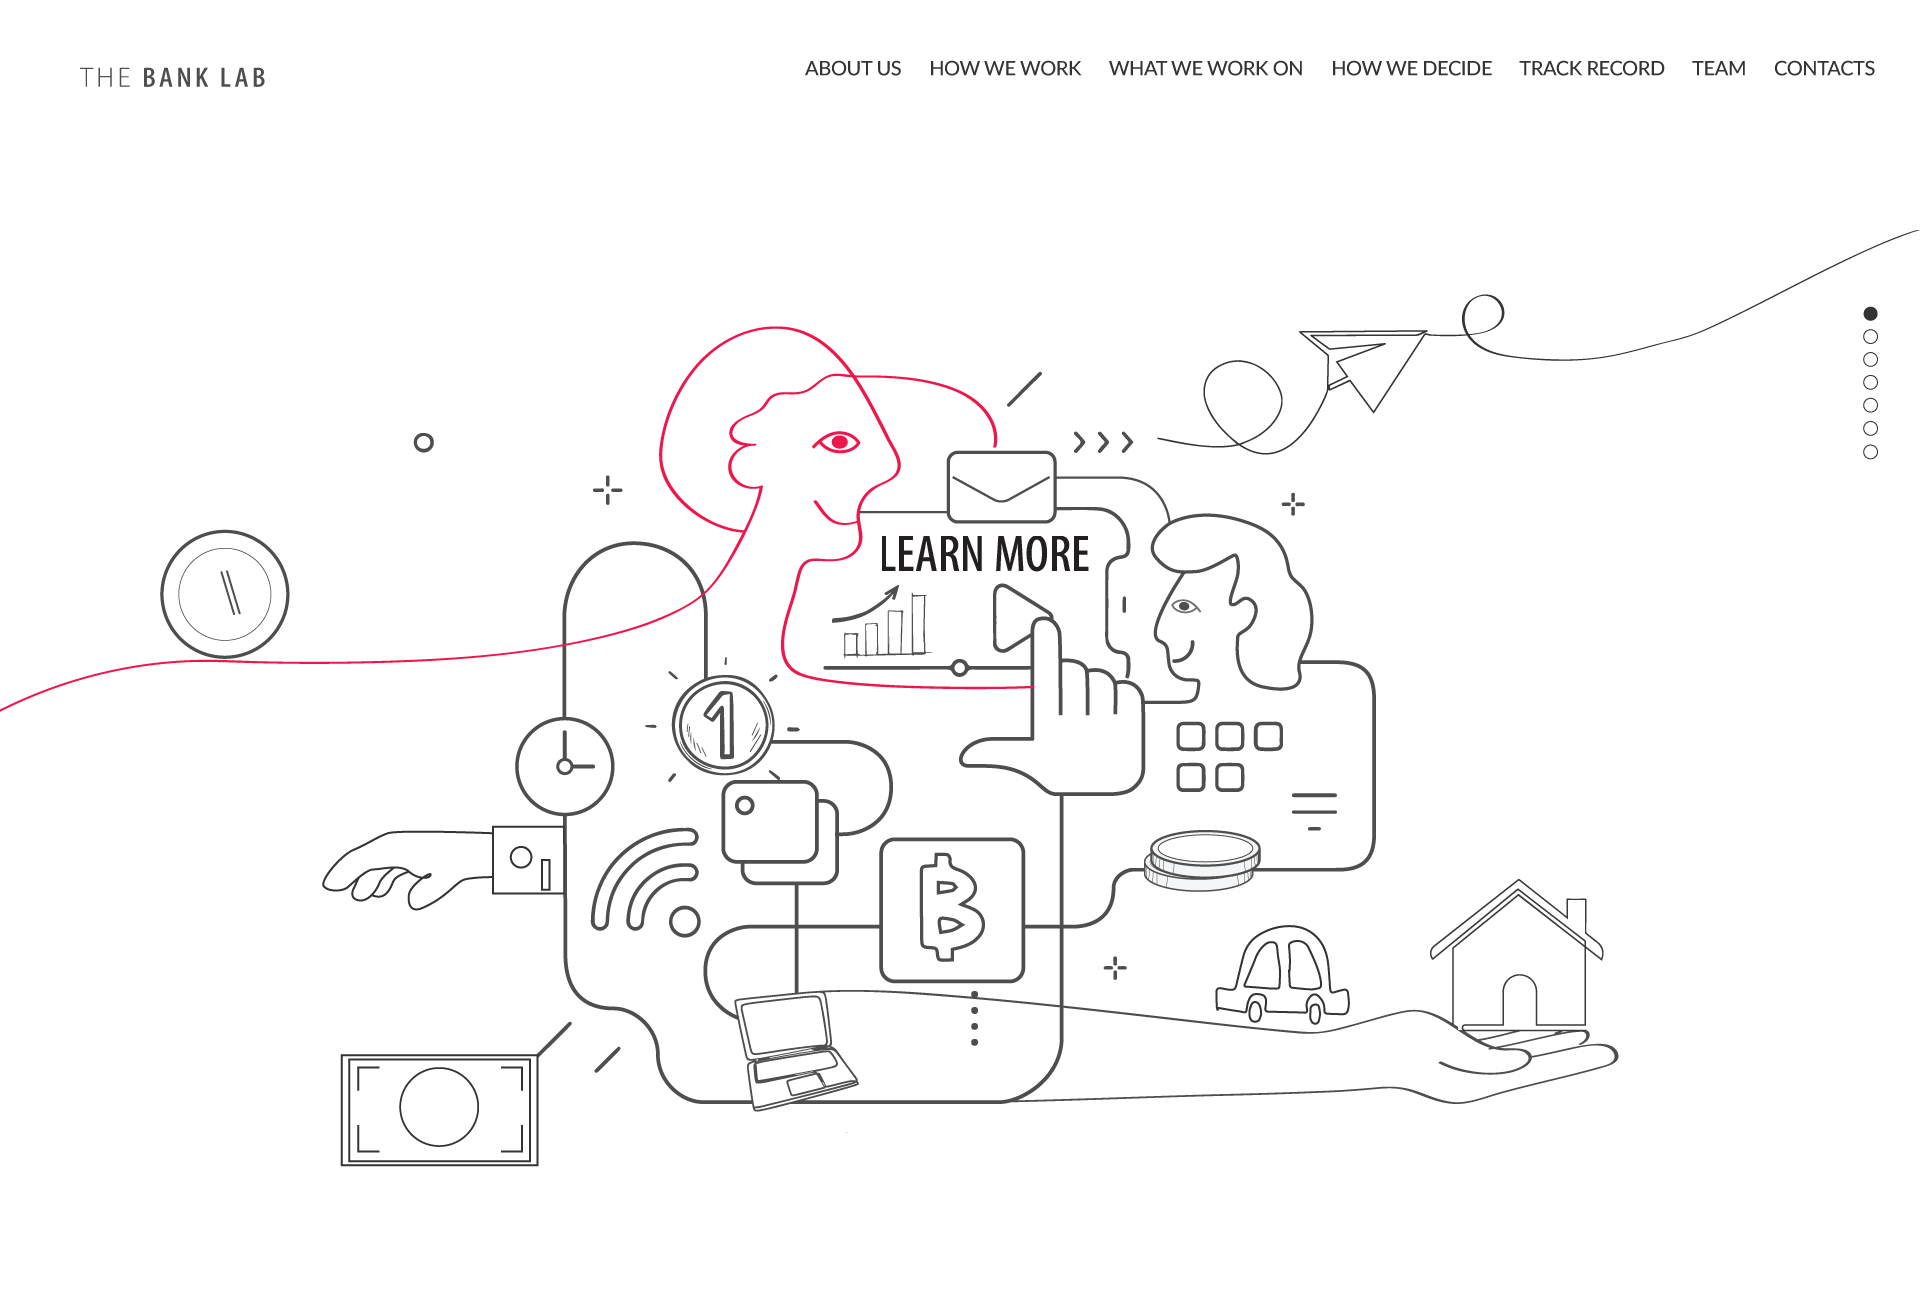 THE BANK LAB
ABOUT US HOW WE WORK WHAT WE WORK ON HOW WE DECIDE TRACK RECORD TEAM CONTACTS
LEARN MORE
1
B